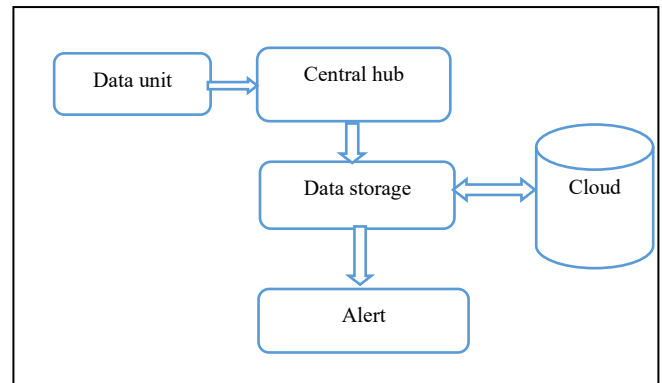 Data unit
Central hub
Data storage
Cloud
Alert